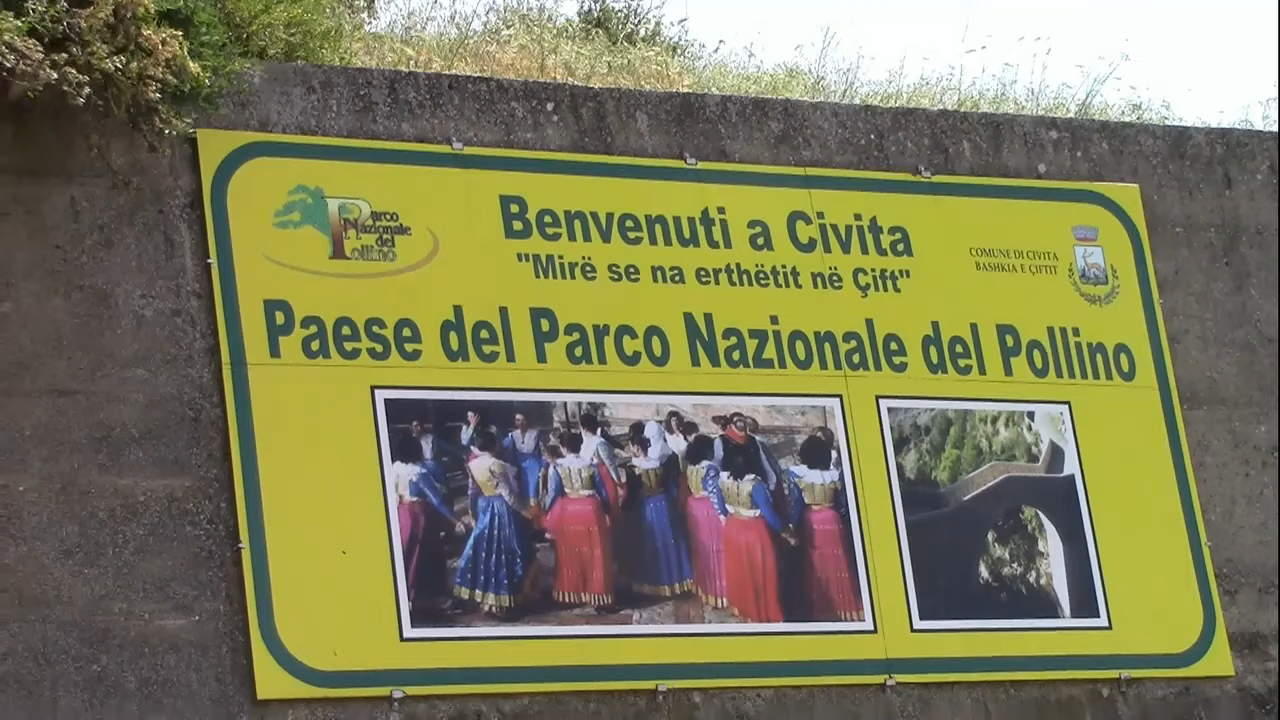 Parco
Nazionale
del
Pollino
Benvenuti a Civita
"Mirë se na erthëtit në Çift"
COMUNE DI CIVITA
BASHKIA E ÇIFTIT
Paese del Parco Nazionale del Pollino